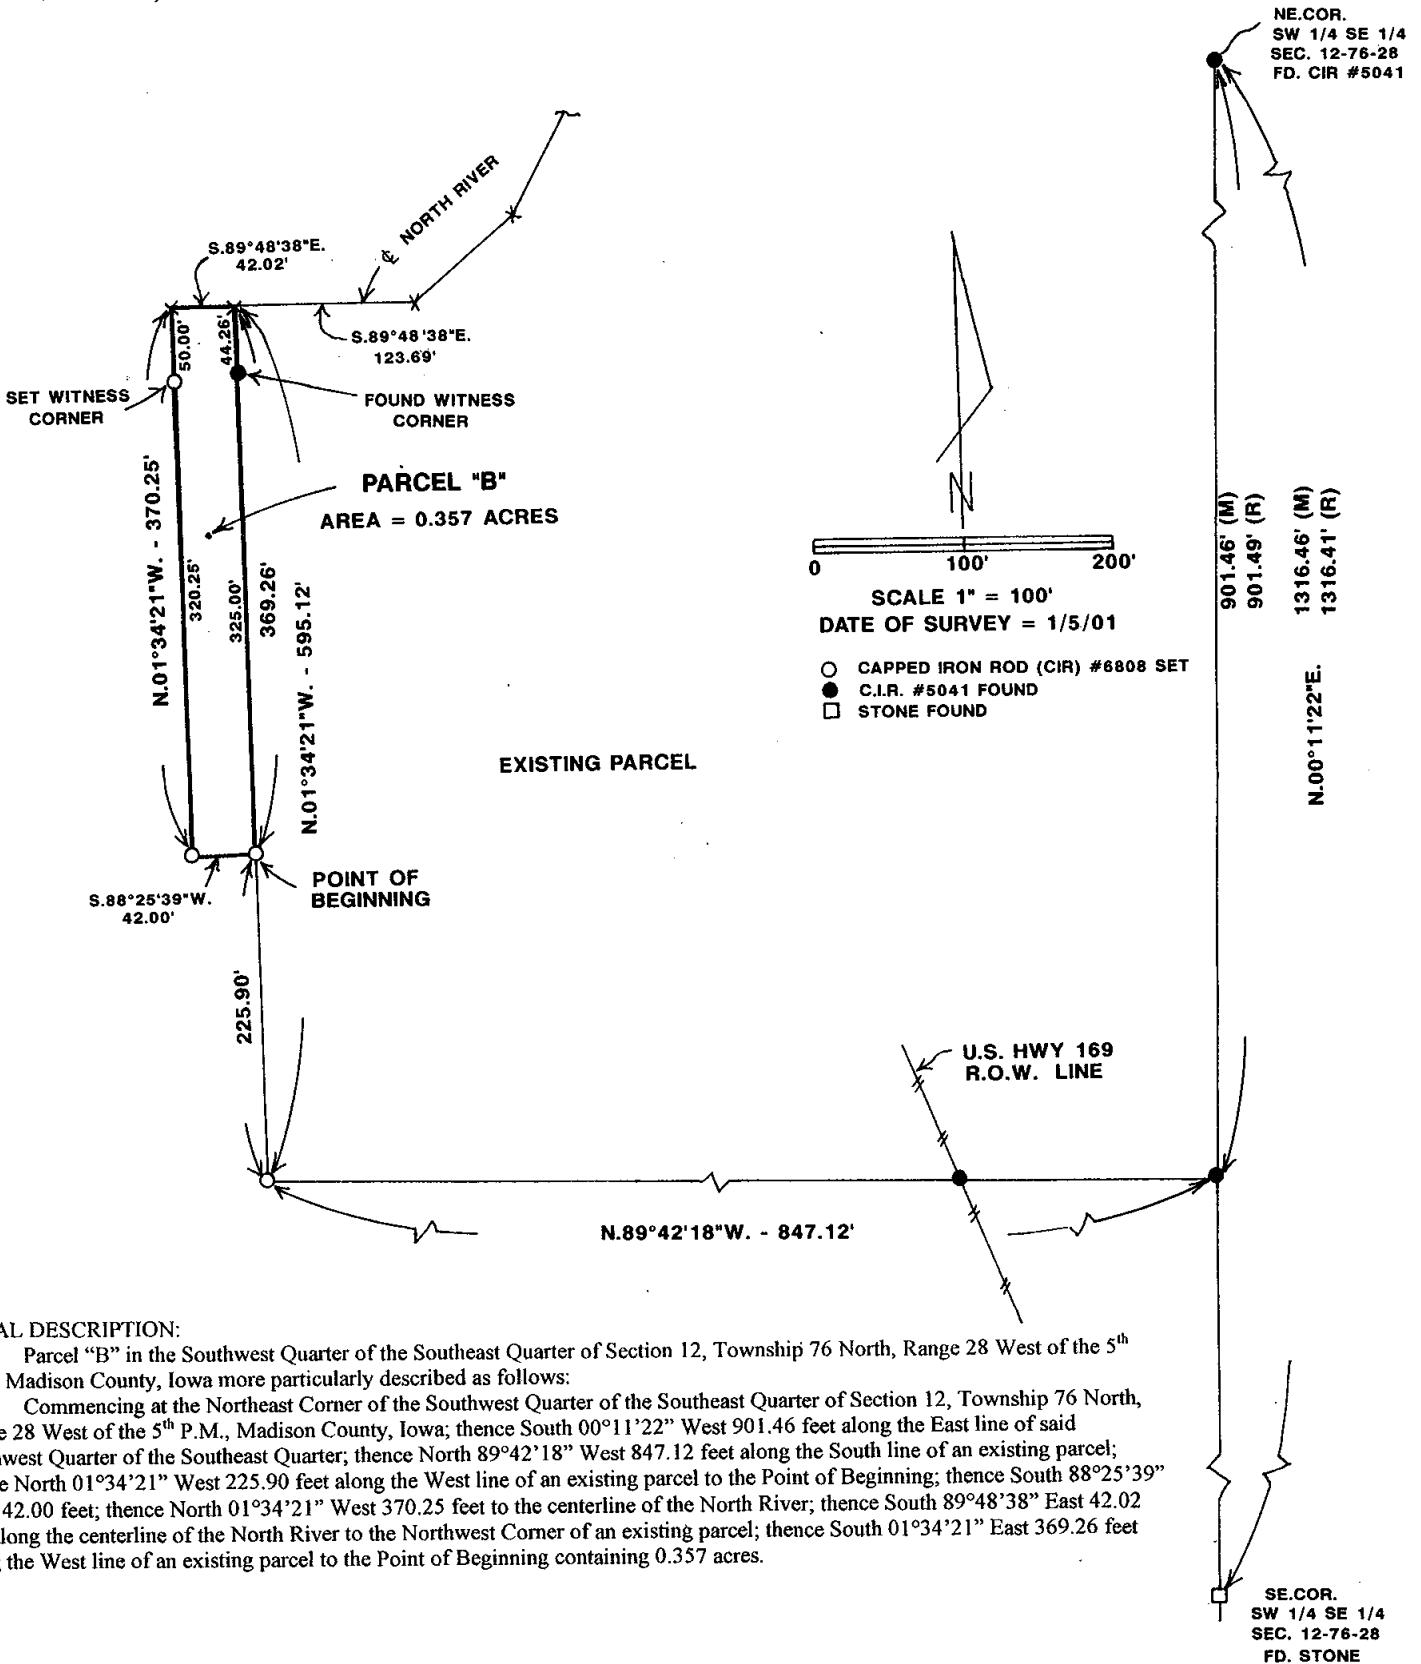 NE.COR.
SW 1/4 SE 1/4
SEC. 12-76-28
FD. CIR #5041
℄ NORTH RIVER
S.89°48'38"E.
42.02'
S.89°48'38"E.
123.69'
50.00'
44.26'
SET WITNESS
CORNER
FOUND WITNESS
CORNER
PARCEL "B"
AREA = 0.357 ACRES
N.01°34'21"W. - 370.25'
320.25'
325.00'
369.26'
N.01°34'21"W. - 595.12'
N
0 100' 200'
SCALE 1" = 100'
DATE OF SURVEY = 1/5/01
CAPPED IRON ROD (CIR) #6808 SET
C.I.R. #5041 FOUND
STONE FOUND
901.46' (M)
901.49' (R)
1316.46' (M)
1316.41' (R)
N.00°11'22"E.
EXISTING PARCEL
POINT OF
BEGINNING
S.88°25'39"W.
42.00'
225.90'
U.S. HWY 169
R.O.W. LINE
N.89°42'18"W. - 847.12'
AL DESCRIPTION:
Parcel “B” in the Southwest Quarter of the Southeast Quarter of Section 12, Township 76 North, Range 28 West of the 5th
Madison County, Iowa more particularly described as follows:
Commencing at the Northeast Corner of the Southwest Quarter of the Southeast Quarter of Section 12, Township 76 North,
e 28 West of the 5th P.M., Madison County, Iowa; thence South 00°11’22” West 901.46 feet along the East line of said
west Quarter of the Southeast Quarter; thence North 89°42’18” West 847.12 feet along the South line of an existing parcel;
e North 01°34’21” West 225.90 feet along the West line of an existing parcel to the Point of Beginning; thence South 88°25’39”
42.00 feet; thence North 01°34’21” West 370.25 feet to the centerline of the North River; thence South 89°48’38” East 42.02
long the centerline of the North River to the Northwest Corner of an existing parcel; thence South 01°34’21” East 369.26 feet
the West line of an existing parcel to the Point of Beginning containing 0.357 acres.
SE.COR.
SW 1/4 SE 1/4
SEC. 12-76-28
FD. STONE